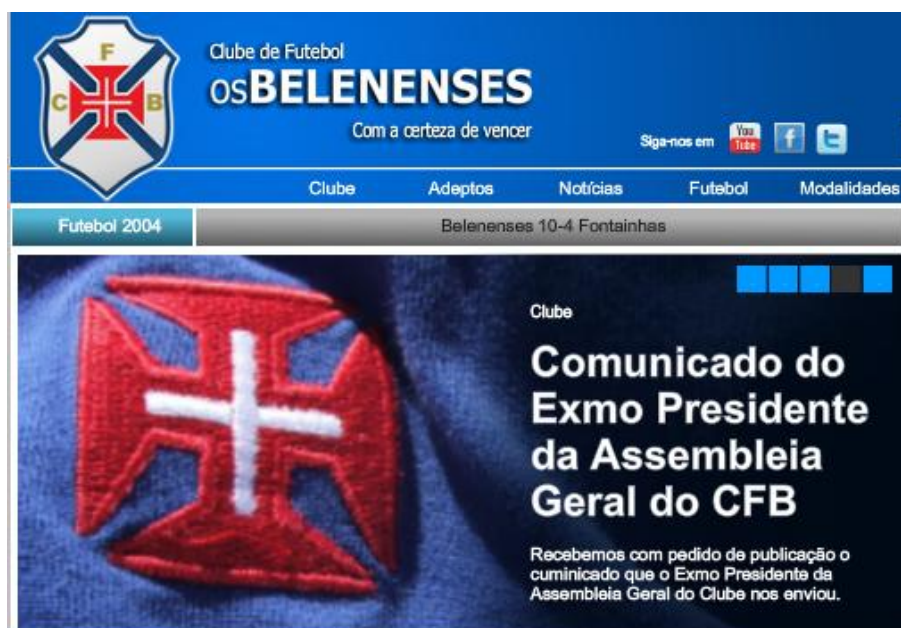 F
C B
Clube de Futebol
osBELENENSES
Com a certeza de vencer
Siga-nos em You Tube f t
Clube Adeptos Notícias Futebol Modalidades
Futebol 2004 Belenenses 10-4 Fontainhas
Clube
Comunicado do
Exmo Presidente
da Assembleia
Geral do CFB
Recebemos com pedido de publicação o
cuminicado que o Exmo Presidente da
Assembleia Geral do Clube nos enviou.